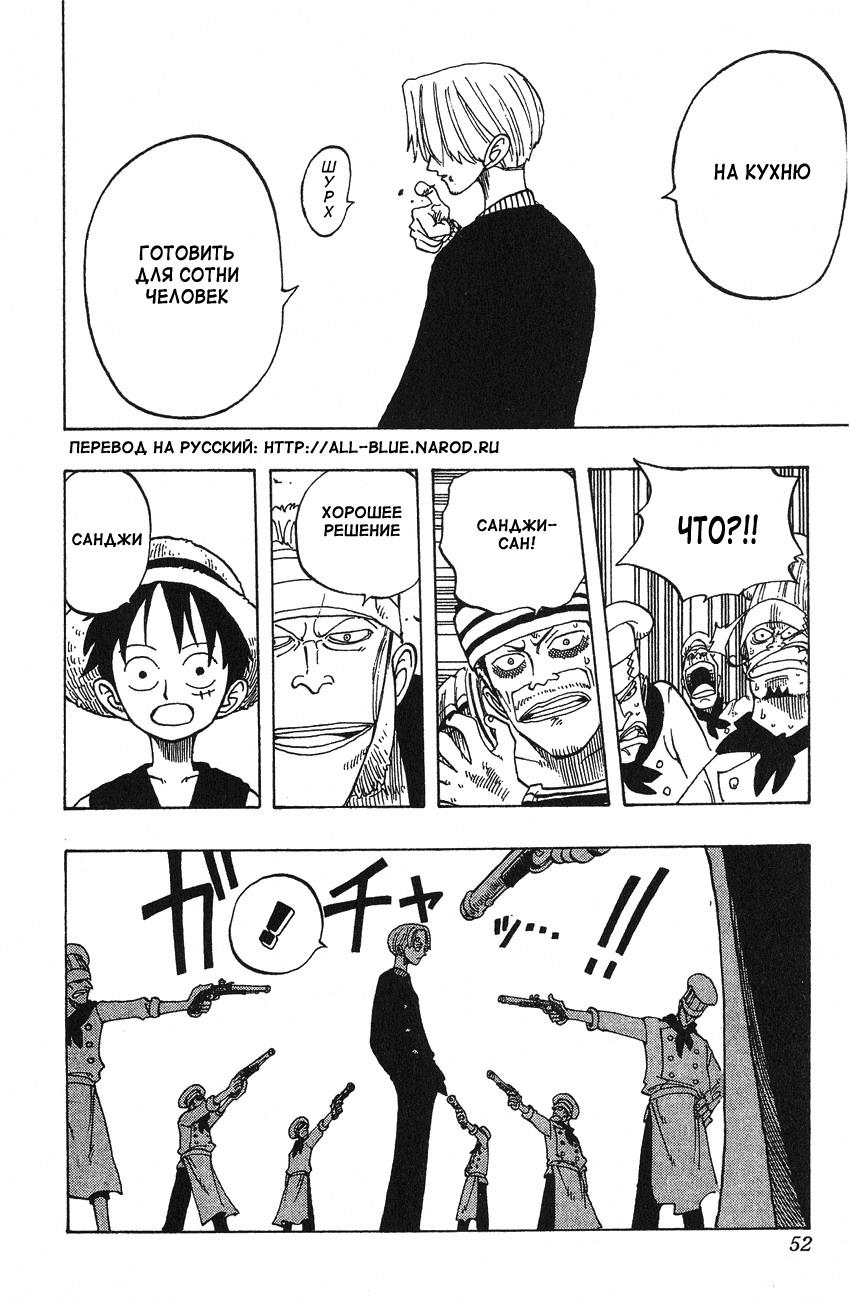 НА КУХНЮ
ШУРХ
ГОТОВИТЬ
ДЛЯ СОТНИ
ЧЕЛОВЕК
ПЕРЕВОД НА РУССКИЙ: HTTP://ALL-BLUE.NAROD.RU
ЧТО?!!
САНДЖИ-
САН!
ХОРОШЕЕ
РЕШЕНИЕ
САНДЖИ
!
ガチャッ…!!
52